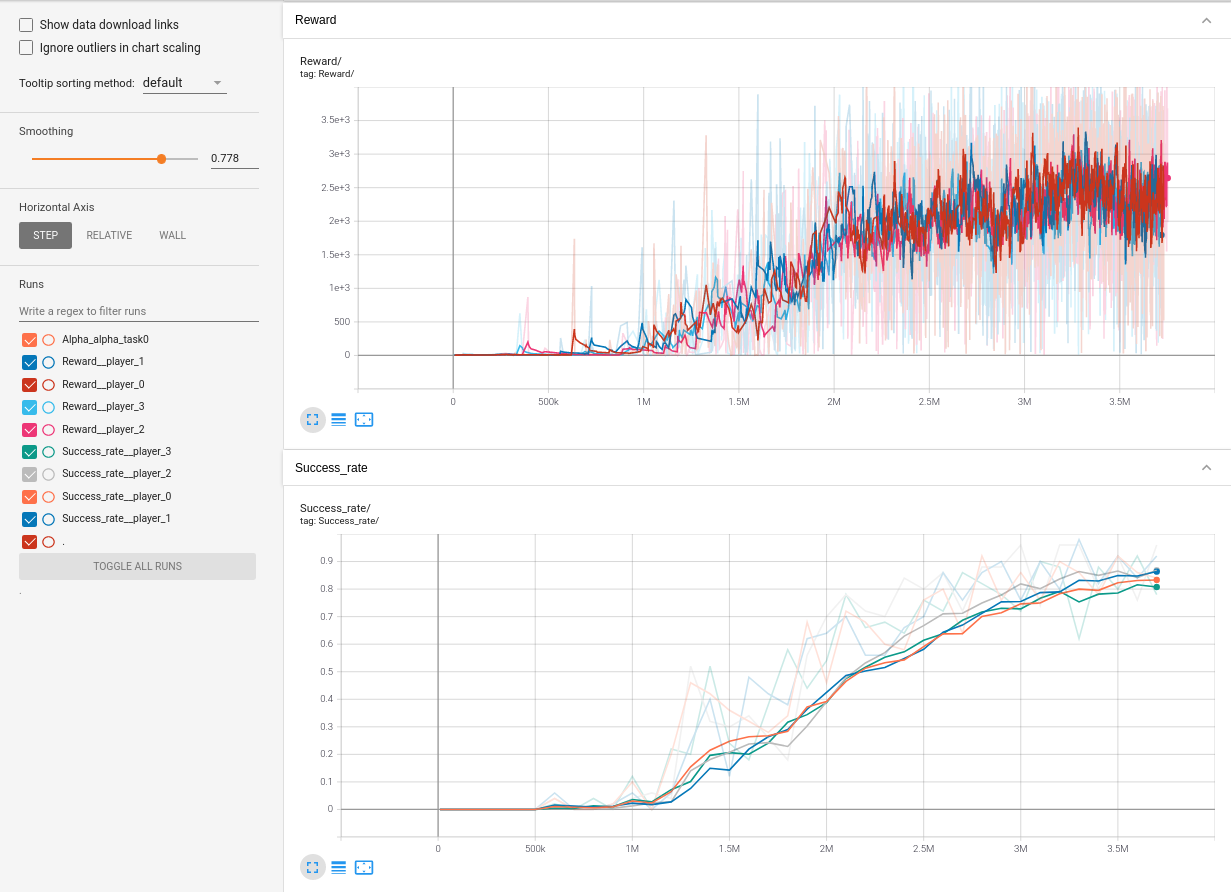 Show data download links
Ignore outliers in chart scaling
Tooltip sorting method: default
Smoothing
0.778
Horizontal Axis
STEP RELATIVE WALL
Runs
Write a regex to filter runs
Alpha_alpha_task0
Reward__player_1
Reward__player_0
Reward__player_3
Reward__player_2
Success_rate__player_3
Success_rate__player_2
Success_rate__player_0
Success_rate__player_1
.
TOGGLE ALL RUNS
.
Reward
Reward/
tag: Reward/
3.5e+3
3e+3
2.5e+3
2e+3
1.5e+3
1e+3
500
0
0 500k 1M 1.5M 2M 2.5M 3M 3.5M
Success_rate
Success_rate/
tag: Success_rate/
0.9
0.8
0.7
0.6
0.5
0.4
0.3
0.2
0.1
0
0 500k 1M 1.5M 2M 2.5M 3M 3.5M